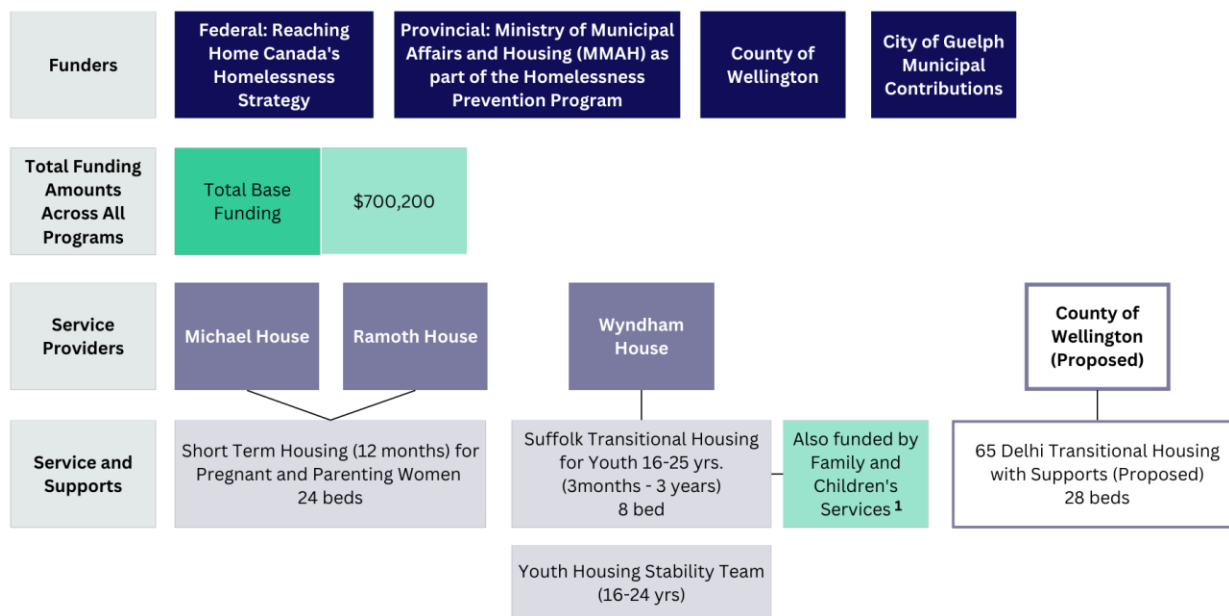 Funders
Federal: Reaching
Home Canada's
Homelessness
Strategy
Provincial: Ministry of Municipal
Affairs and Housing (MMAH) as
part of the Homelessness
Prevention Program
County of
Wellington
City of Guelph
Municipal
Contributions
Total Funding
Amounts
Across All
Programs
Total Base
Funding
$700,200
Service
Providers
Michael House
Ramoth House
Wyndham
House
County of
Wellington
(Proposed)
Service and
Supports
Short Term Housing (12 months) for
Pregnant and Parenting Women
24 beds
Suffolk Transitional Housing
for Youth 16-25 yrs.
(3months - 3 years)
8 bed
Also funded by
Family and
Children's
Services 1
65 Delhi Transitional Housing
with Supports (Proposed)
28 beds
Youth Housing Stability Team
(16-24 yrs)